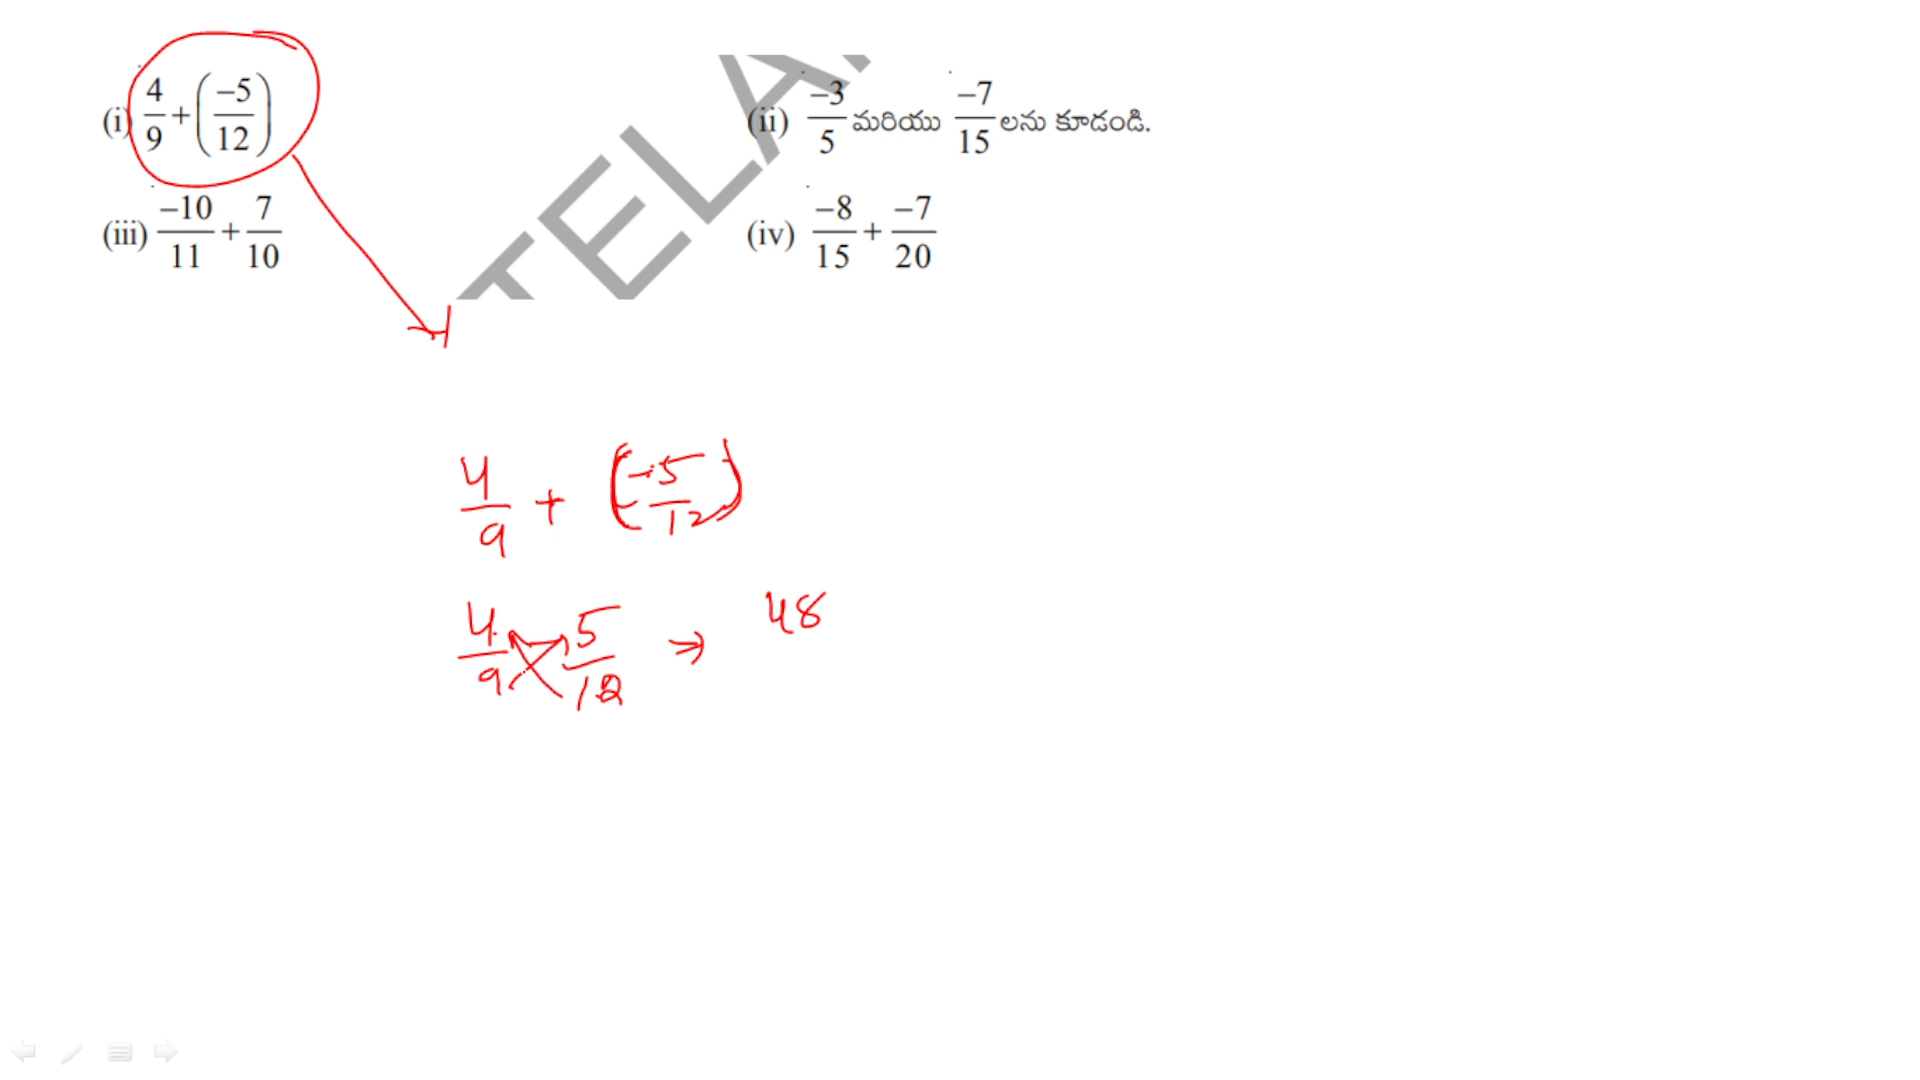 (i) 4/9 + (-5/12)
(ii) -3/5 మరియు -7/15 లను కూడండి.
(iii) -10/11 + 7/10
(iv) -8/15 + -7/20
TELA
4/9 + (-5/12)
4/9 5/12 ⇒ 48